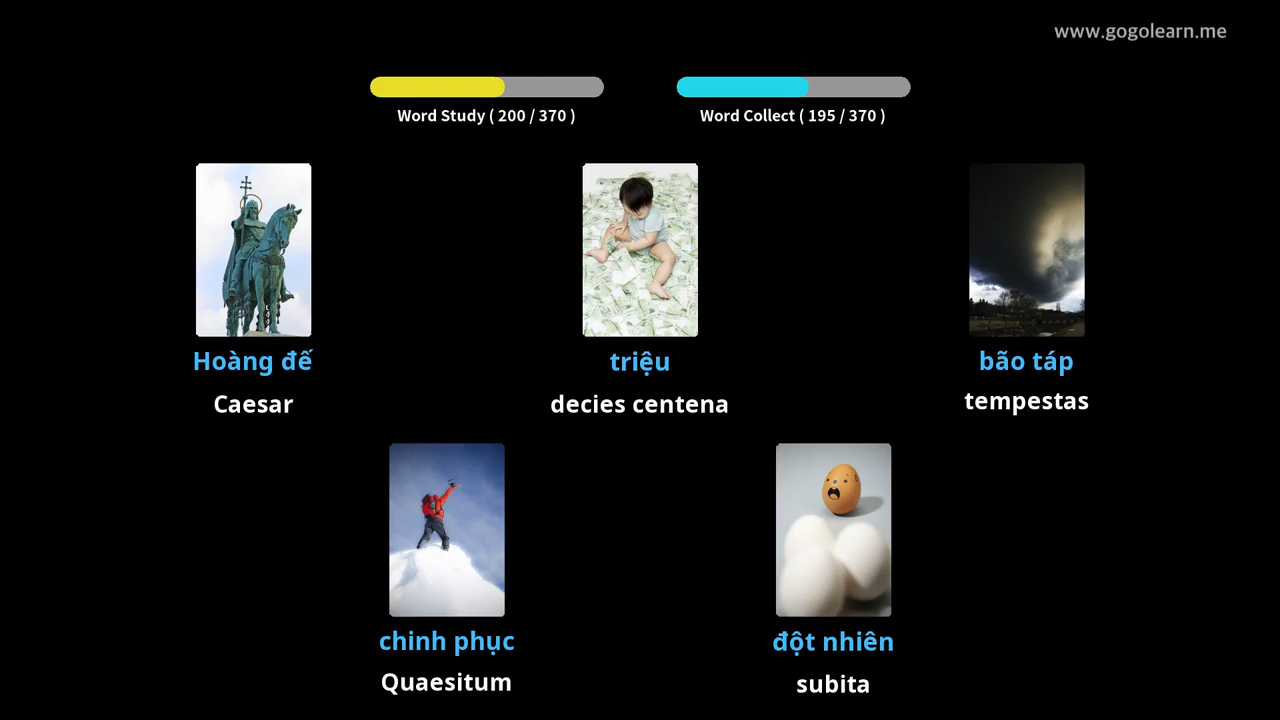 www.gogolearn.me
Word Study ( 200 / 370 )
Word Collect ( 195 / 370 )
Hoàng đế
Caesar
triệu
decies centena
bão táp
tempestas
chinh phục
Quaesitum
đột nhiên
subita